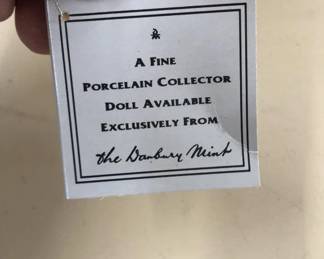 A Fine
Porcelain Collector
Doll Available
Exclusively From
the Danbury Mint